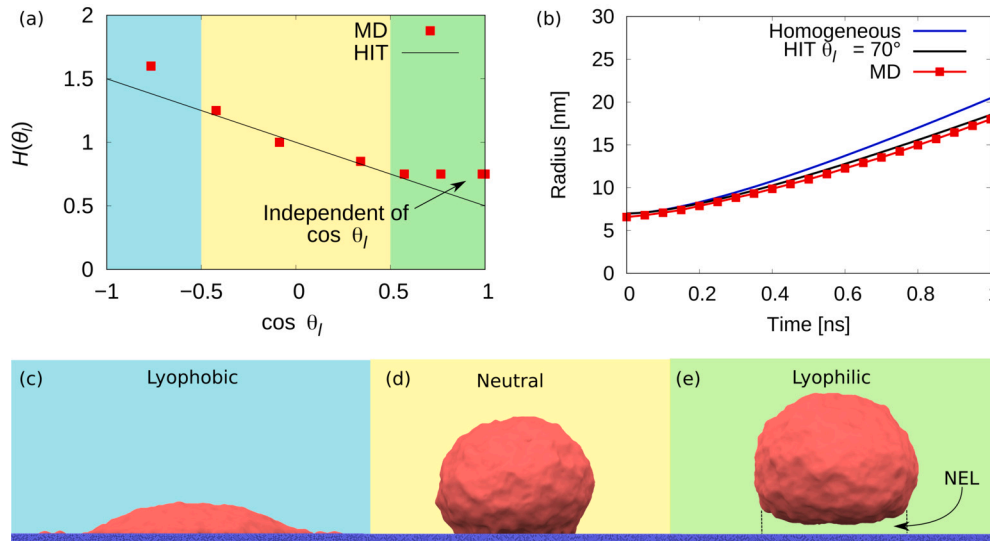 (a)
MD
HIT
2
1.5
1
0.5
0
H(θl)
Independent of
cos θl
−1
−0.5
0
0.5
1
cos θl
(b)
Homogeneous
HIT θl = 70°
MD
30
25
20
15
10
5
0
Radius [nm]
0
0.2
0.4
0.6
0.8
1
Time [ns]
(c)
Lyophobic
(d)
Neutral
(e)
Lyophilic
NEL